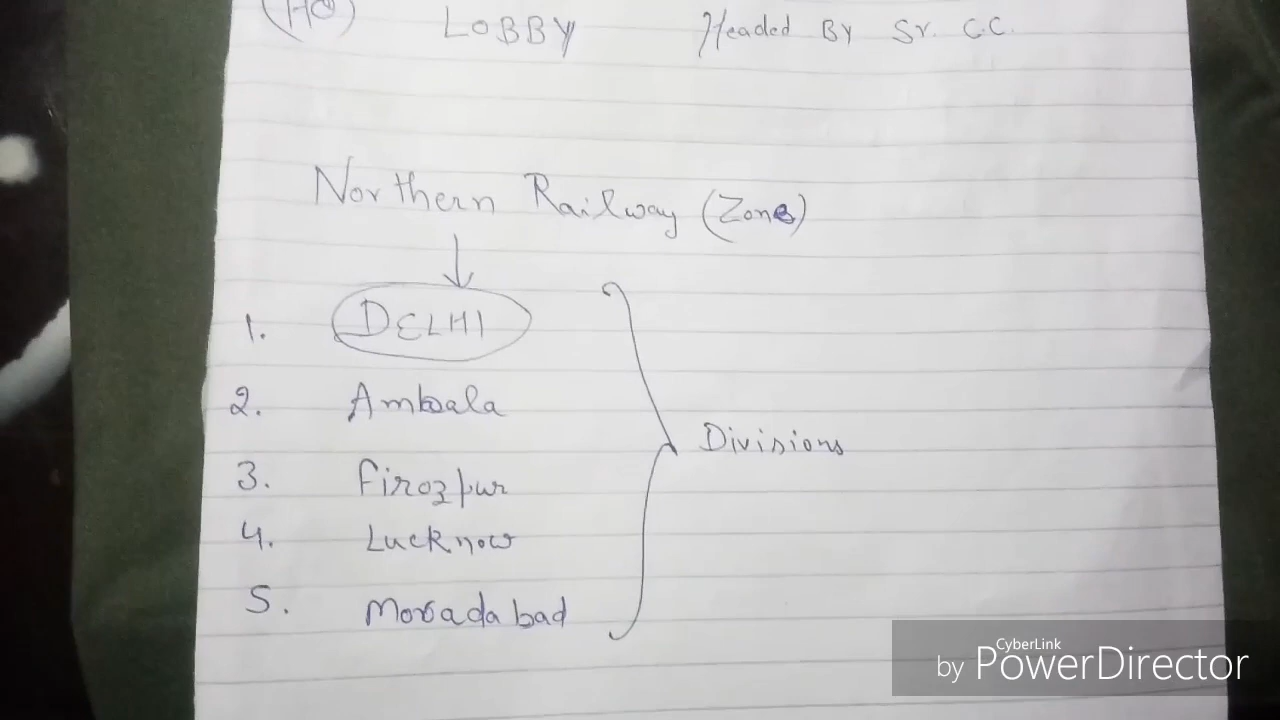 (HQ) LOBBY Headed BY Sr. C.C.
Northern Railway (Zone)
1. DELHI
2. Ambala
3. Firozpur
4. Lucknow
Divisions
5. Moradabad
CyberLink
by PowerDirector